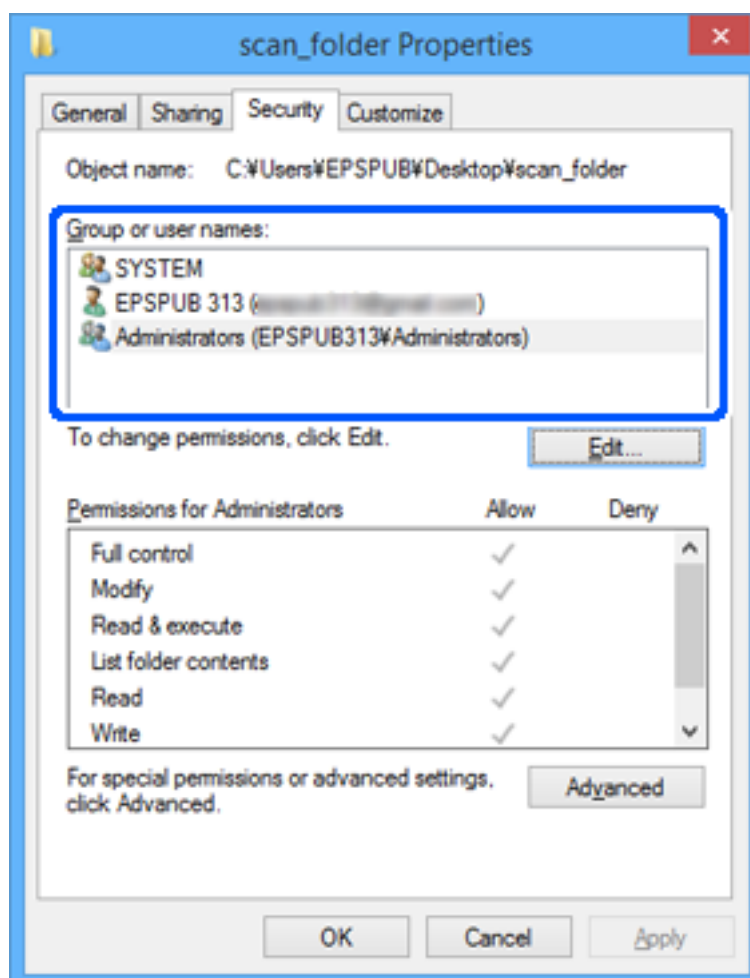 scan_folder Properties
General Sharing Security Customize
Object name: C:¥Users¥EPSPUB¥Desktop¥scan_folder
Group or user names:
SYSTEM
EPSPUB 313 ( )
Administrators (EPSPUB313¥Administrators)
To change permissions, click Edit.
Edit...
Permissions for Administrators Allow Deny
Full control
Modify
Read & execute
List folder contents
Read
Write
For special permissions or advanced settings,
click Advanced.
Advanced
OK Cancel Apply